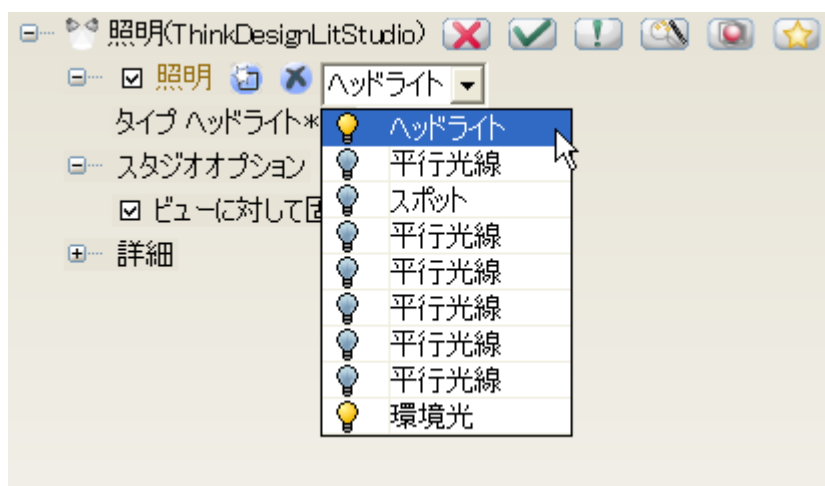 照明(ThinkDesignLitStudio)
照明 ヘッドライト
タイプ ヘッドライト*
ヘッドライト
平行光線
スタジオオプション
スポット
ビューに対して
平行光線
平行光線
詳細
平行光線
平行光線
平行光線
環境光